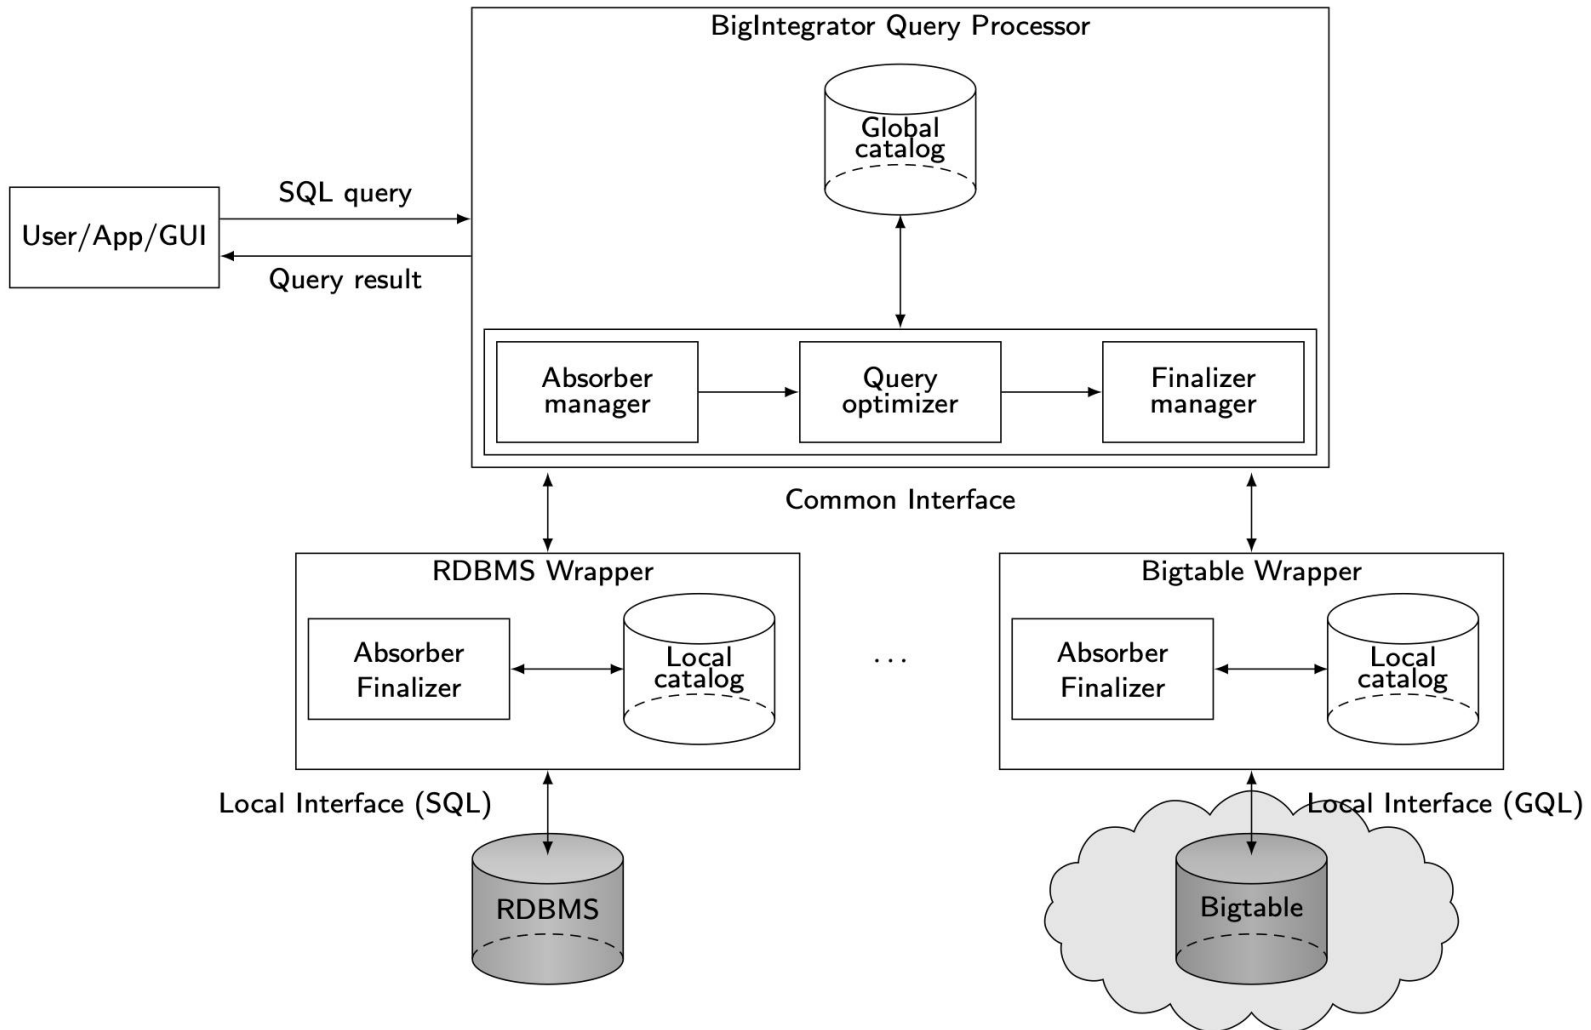 BigIntegrator Query Processor
Global
catalog
SQL query
User/App/GUI
Query result
Absorber
manager
Query
optimizer
Finalizer
manager
Common Interface
RDBMS Wrapper
Absorber
Finalizer
Local
catalog
...
Bigtable Wrapper
Absorber
Finalizer
Local
catalog
Local Interface (SQL)
Local Interface (GQL)
RDBMS
Bigtable